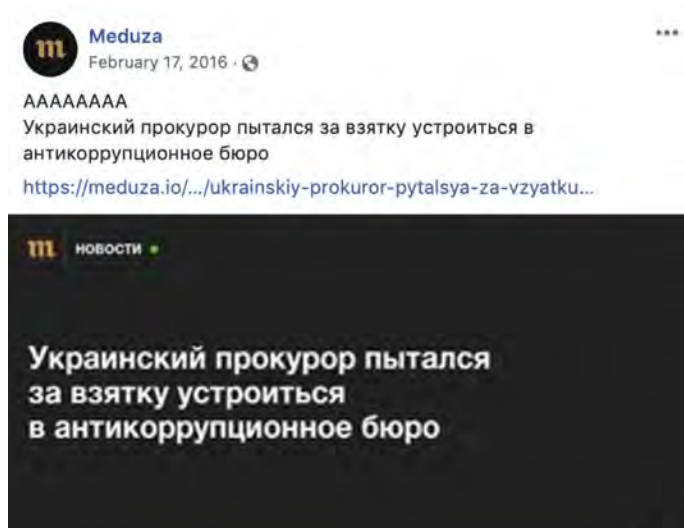 Meduza
February 17, 2016 ·
АААААААА
Украинский прокурор пытался за взятку устроиться в
антикоррупционное бюро
https://meduza.io/.../ukrainskiy-prokuror-pytalsya-za-vzyatku...
m НОВОСТИ
Украинский прокурор пытался
за взятку устроиться
в антикоррупционное бюро